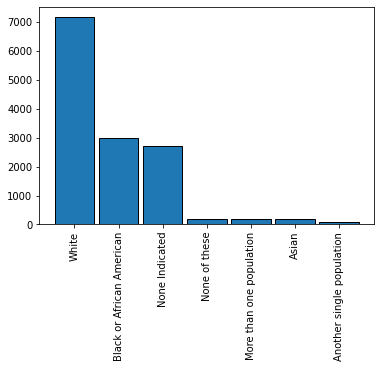 7000
6000
5000
4000
3000
2000
1000
0
White
Black or African American
None Indicated
None of these
More than one population
Asian
Another single population